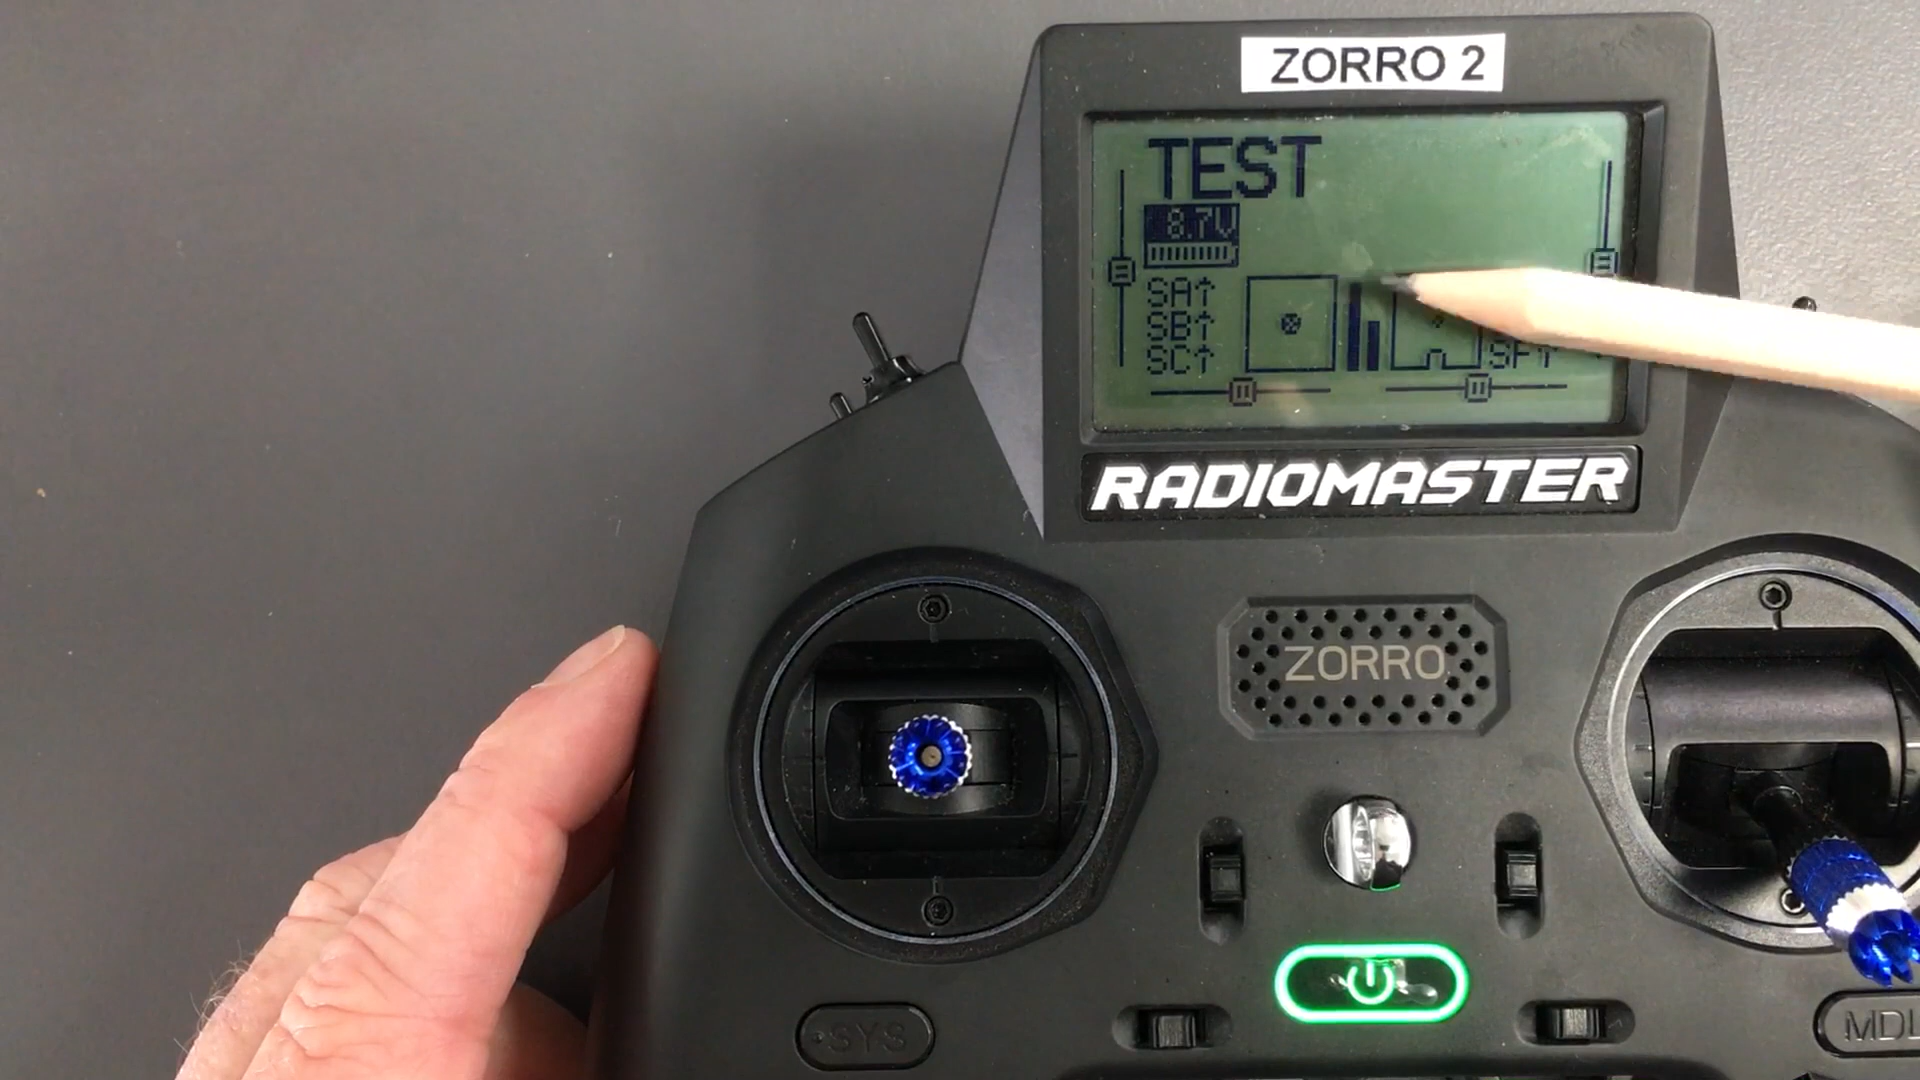 ZORRO 2
TEST
8.7V
SA↑
SB↑
SC↑
SF↑
RADIOMASTER
ZORRO
SYS
MDL